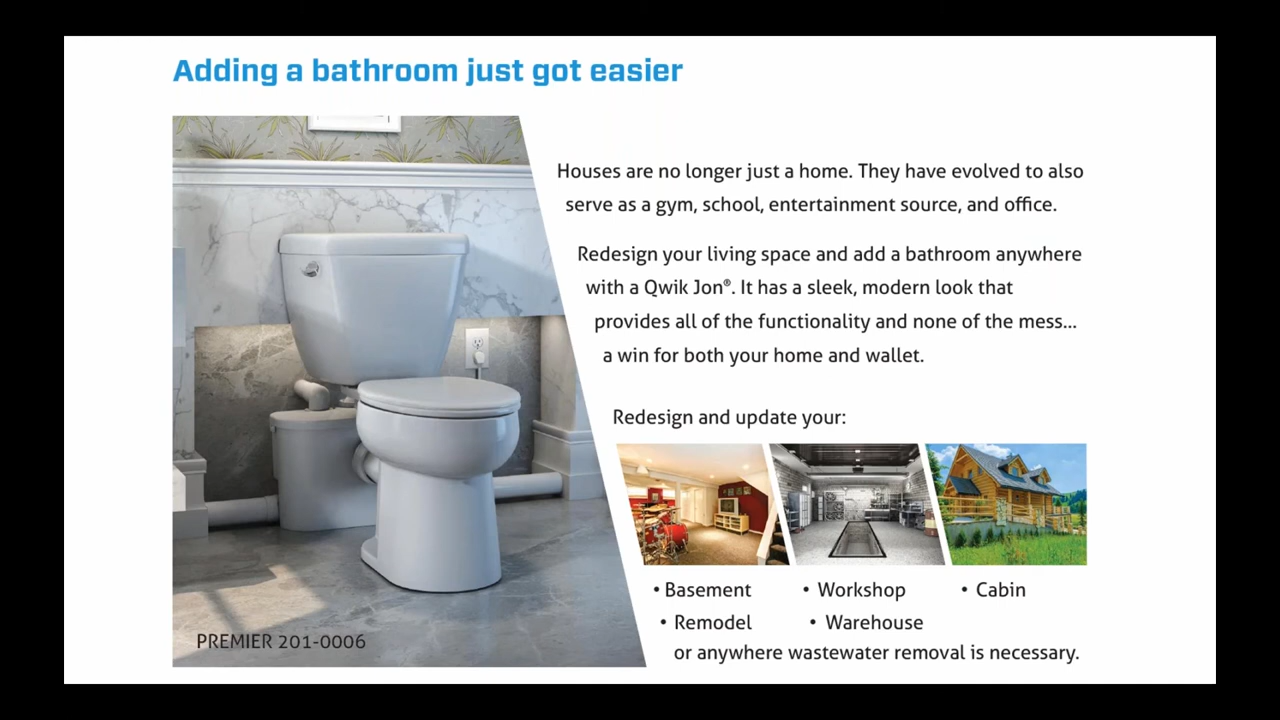 Adding a bathroom just got easier
Houses are no longer just a home. They have evolved to also
serve as a gym, school, entertainment source, and office.
Redesign your living space and add a bathroom anywhere
with a Qwik Jon®. It has a sleek, modern look that
provides all of the functionality and none of the mess...
a win for both your home and wallet.
Redesign and update your:
• Basement • Workshop • Cabin
• Remodel • Warehouse
or anywhere wastewater removal is necessary.
PREMIER 201-0006